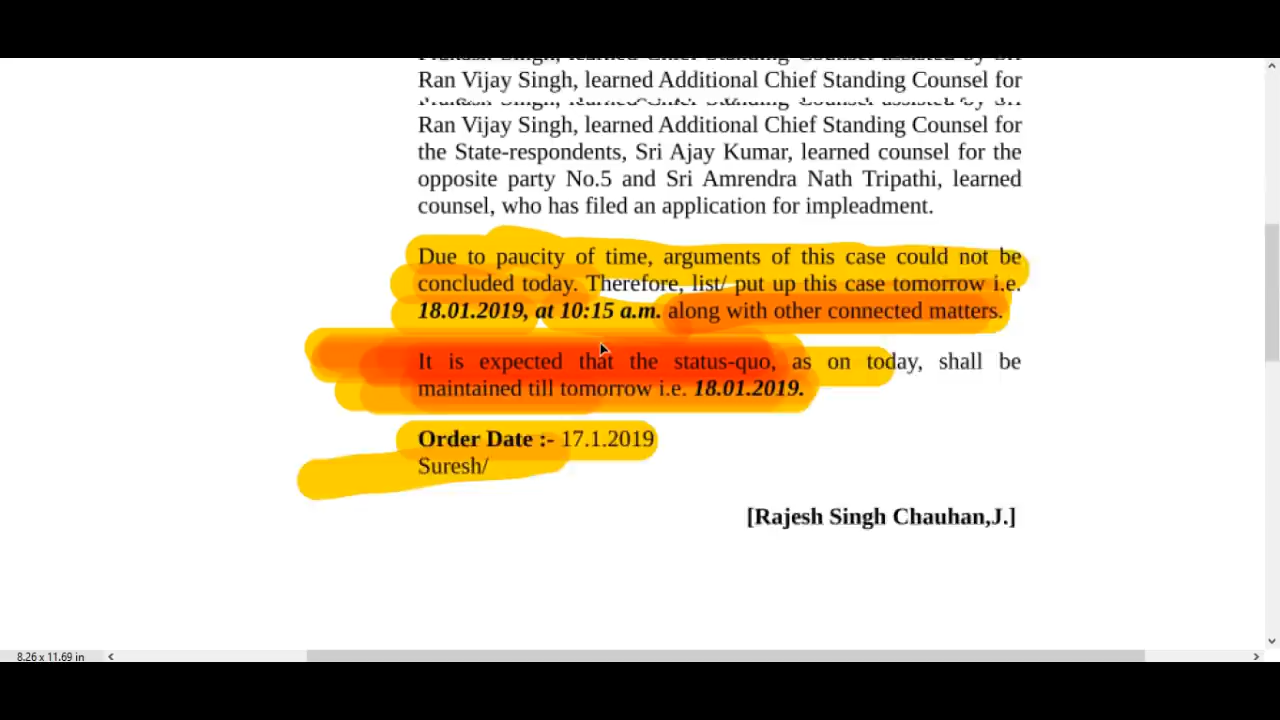 Ran Vijay Singh, learned Additional Chief Standing Counsel for
Ran Vijay Singh, learned Additional Chief Standing Counsel for
the State-respondents, Sri Ajay Kumar, learned counsel for the
opposite party No.5 and Sri Amrendra Nath Tripathi, learned
counsel, who has filed an application for impleadment.
Due to paucity of time, arguments of this case could not be
concluded today. Therefore, list/ put up this case tomorrow i.e.
18.01.2019, at 10:15 a.m. along with other connected matters.
It is expected that the status-quo, as on today, shall be
maintained till tomorrow i.e. 18.01.2019.
Order Date :- 17.1.2019
Suresh/
[Rajesh Singh Chauhan,J.]
8.26 x 11.69 in